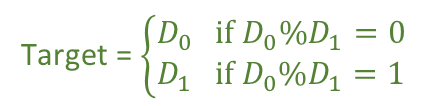 Target = { D₀ if D₀%D₁ = 0
D₁ if D₀%D₁ = 1